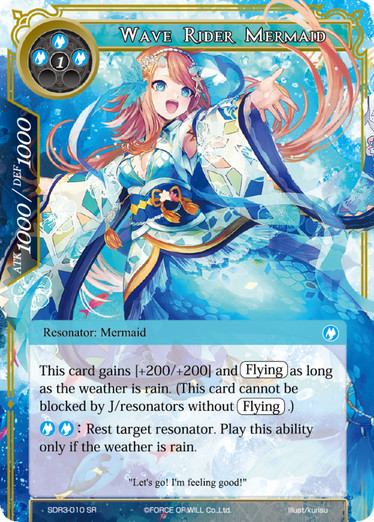 Wave Rider Mermaid
1
ATK 1000 / DEF 1000
Resonator: Mermaid
This card gains [+200/+200] and Flying as long
as the weather is rain. (This card cannot be
blocked by J/resonators without Flying .)
: Rest target resonator. Play this ability
only if the weather is rain.
"Let's go! I'm feeling good!"
SDR3-010 SR ©FORCE OF WILL Co.,Ltd. Illust/kurisu